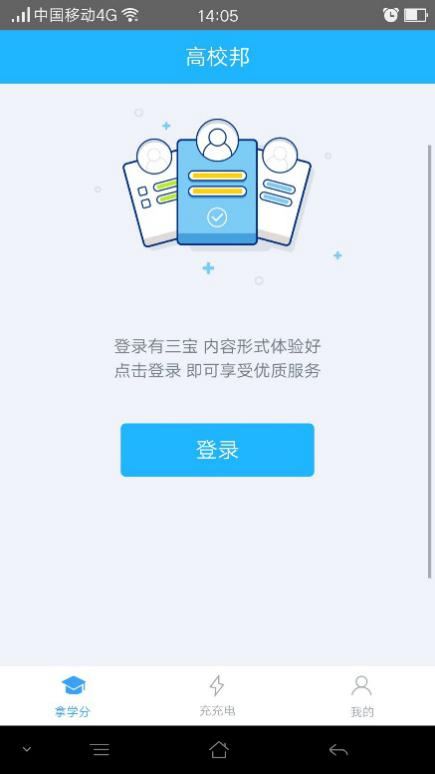 中国移动4G 14:05
高校邦
登录有三宝 内容形式体验好
点击登录 即可享受优质服务
登录
拿学分 充充电 我的